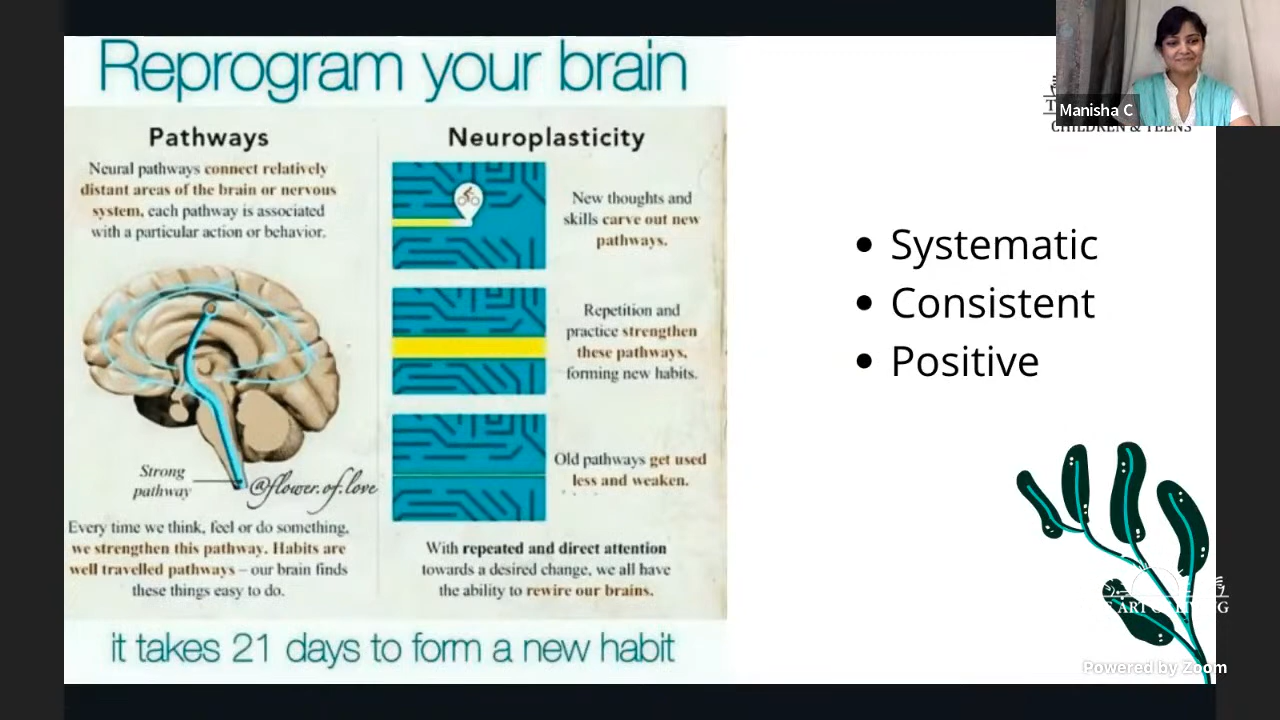 Reprogram your brain
Pathways
Neural pathways connect relatively
distant areas of the brain or nervous
system, each pathway is associated
with a particular action or behavior.
Strong
pathway
@flower.of.love
Every time we think, feel or do something,
we strengthen this pathway. Habits are
well travelled pathways – our brain finds
these things easy to do.
Neuroplasticity
New thoughts and
skills carve out new
pathways.
Repetition and
practice strengthen
these pathways,
forming new habits.
Old pathways get used
less and weaken.
With repeated and direct attention
towards a desired change, we all have
the ability to rewire our brains.
it takes 21 days to form a new habit
Manisha C
CHILDREN & TEENS
• Systematic
• Consistent
• Positive
ART OF LIVING
Powered by Zoom